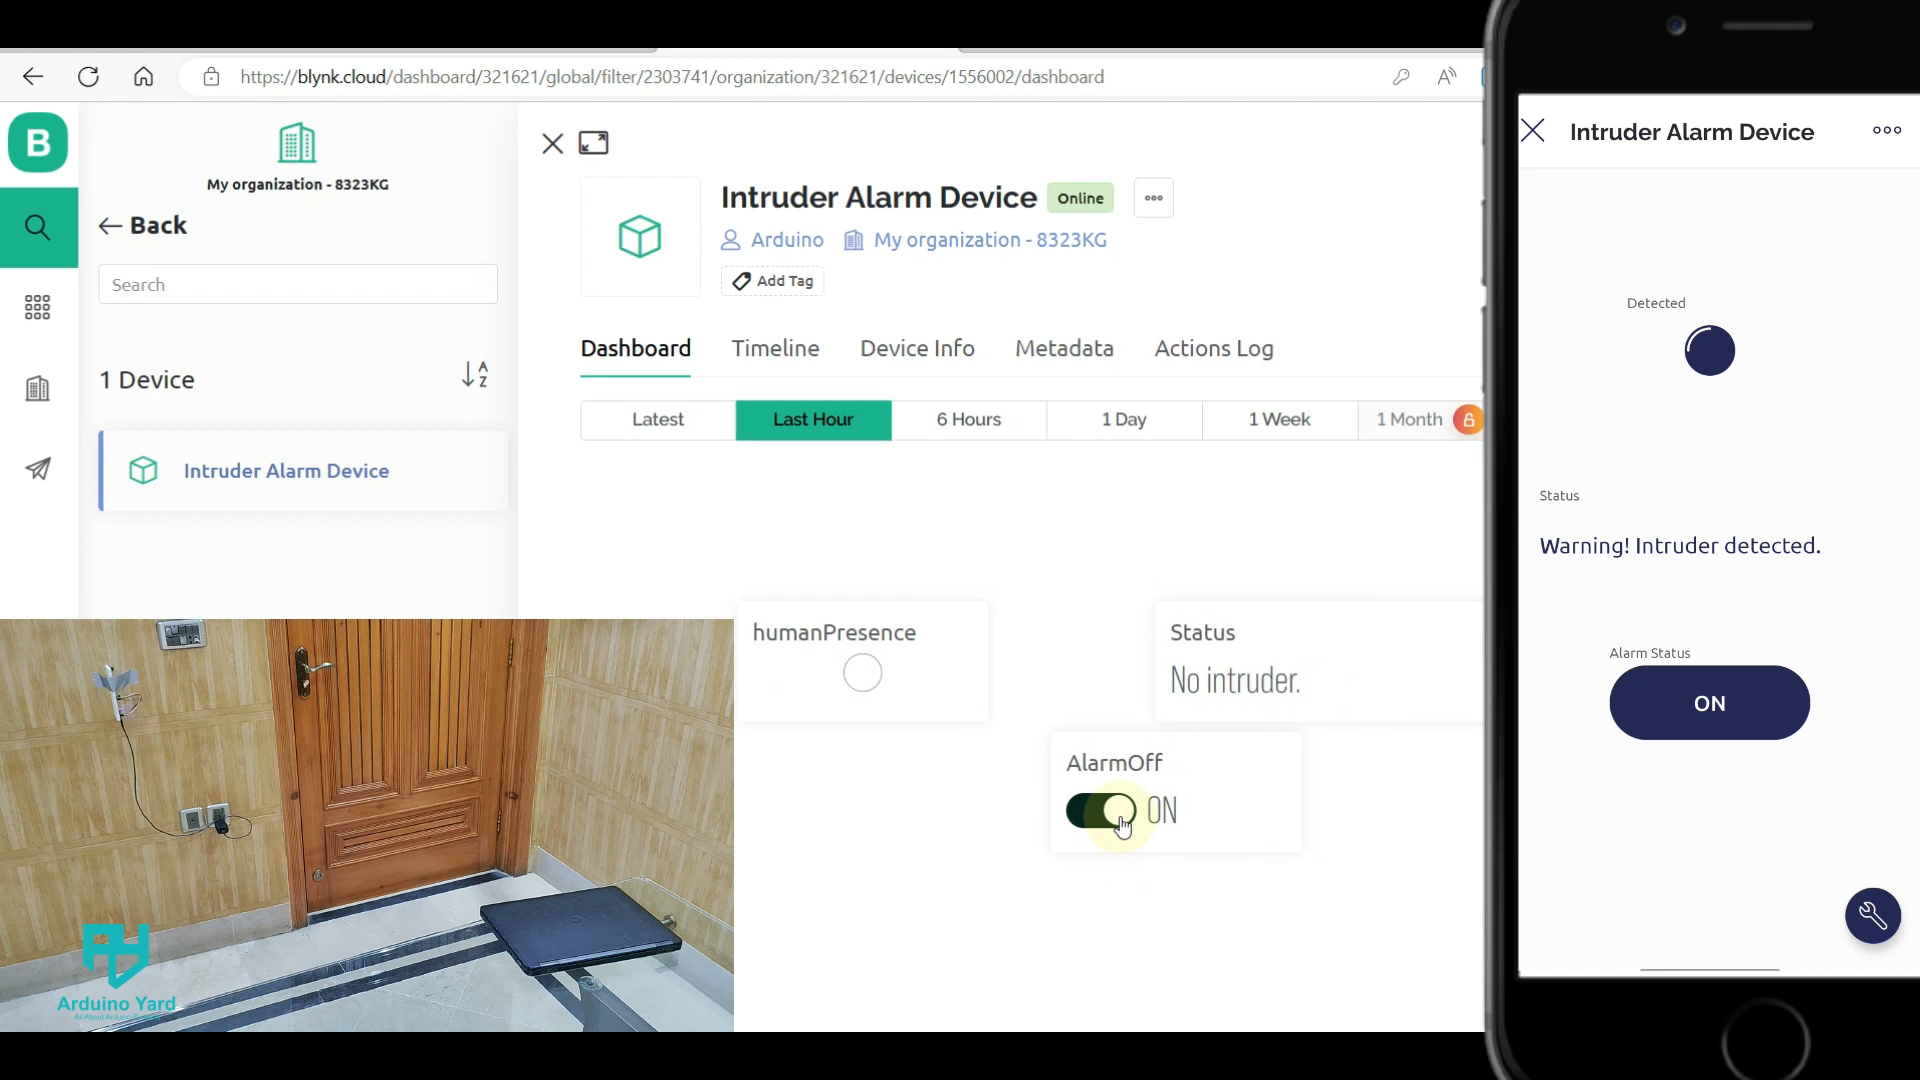 https://blynk.cloud/dashboard/321621/global/filter/2303741/organization/321621/devices/1556002/dashboard
B
My organization - 8323KG
Back
Search
1 Device
Intruder Alarm Device
Intruder Alarm Device
Online
Arduino
My organization - 8323KG
Add Tag
Dashboard
Timeline
Device Info
Metadata
Actions Log
Latest
Last Hour
6 Hours
1 Day
1 Week
1 Month
humanPresence
Status
No intruder.
AlarmOff
ON
Arduino Yard
Intruder Alarm Device
Detected
Status
Warning! Intruder detected.
Alarm Status
ON